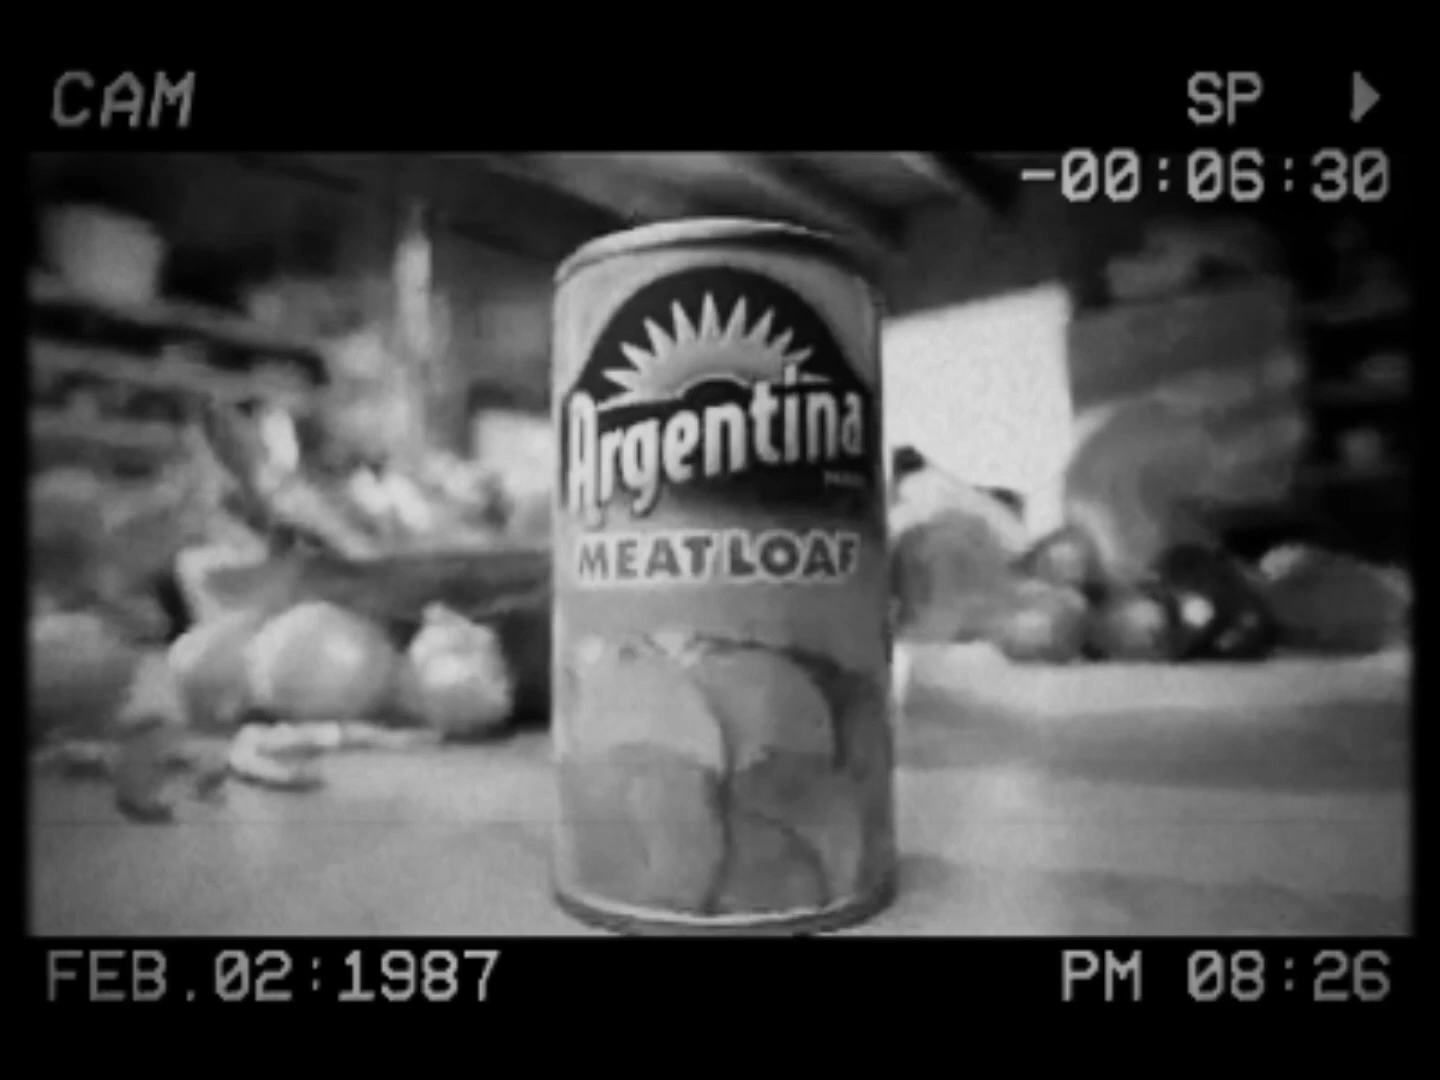 CAM
SP
-00:06:30
Argentina
MEAT LOAF
FEB.02:1987
PM 08:26